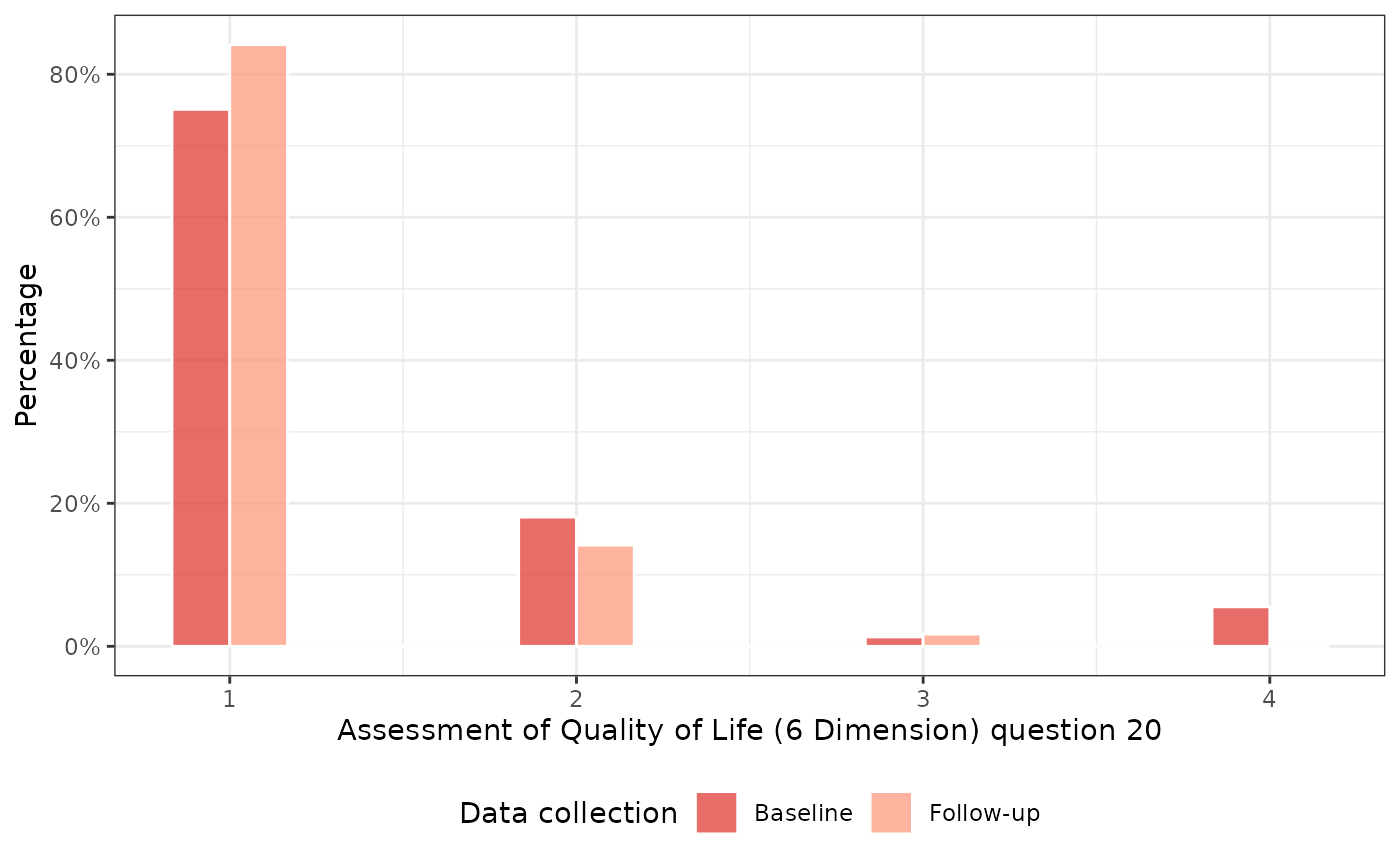 80%
60%
40%
20%
0%
Percentage
1 2 3 4
Assessment of Quality of Life (6 Dimension) question 20
Data collection Baseline Follow-up